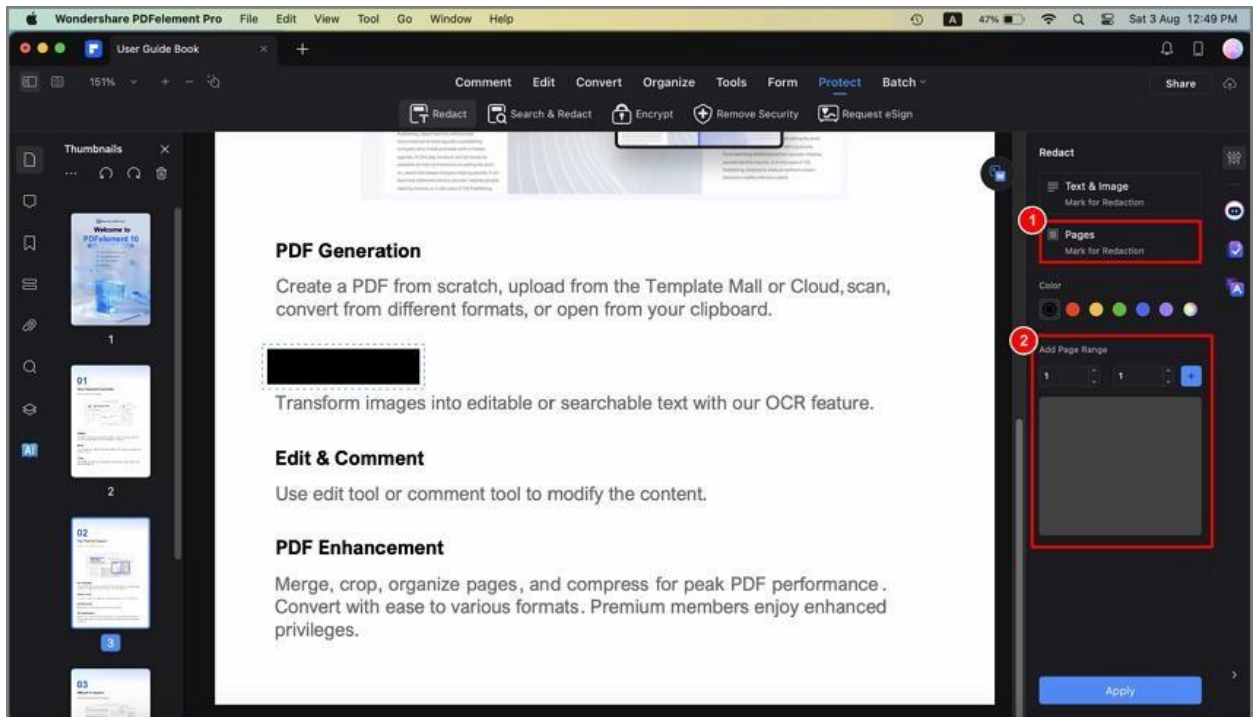 Wondershare PDFelement Pro File Edit View Tool Go Window Help A 47% Sat 3 Aug 12:49 PM
User Guide Book × +
151% Comment Edit Convert Organize Tools Form Protect Batch Share
Redact Search & Redact Encrypt Remove Security Request eSign
Thumbnails ×
Welcome to
PDFelement 10
1
01
2
02
3
03
PDF Generation
Create a PDF from scratch, upload from the Template Mall or Cloud, scan,
convert from different formats, or open from your clipboard.
Transform images into editable or searchable text with our OCR feature.
Edit & Comment
Use edit tool or comment tool to modify the content.
PDF Enhancement
Merge, crop, organize pages, and compress for peak PDF performance.
Convert with ease to various formats. Premium members enjoy enhanced
privileges.
Redact
Text & Image
Mark for Redaction
1
Pages
Mark for Redaction
Color
2
Add Page Range
1 1 +
Apply
AI
A